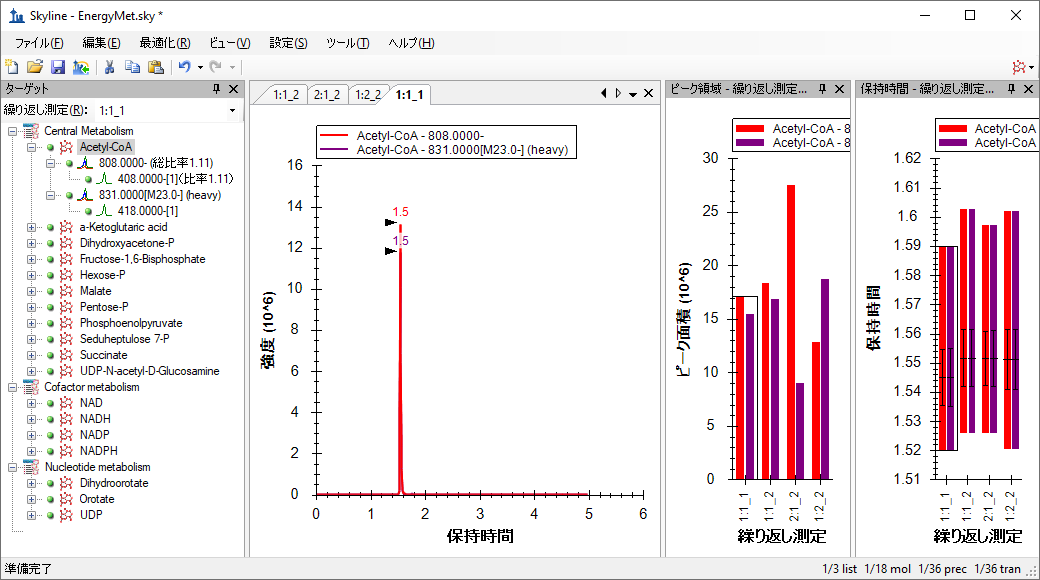 Skyline - EnergyMet.sky *
ファイル(F) 編集(E) 最適化(R) ビュー(V) 設定(S) ツール(T) ヘルプ(H)
ターゲット
繰り返し測定(R): 1:1_1
Central Metabolism
Acetyl-CoA
808.0000- (総比率1.11)
408.0000-[1](比率1.11)
831.0000[M23.0-] (heavy)
418.0000-[1]
a-Ketoglutaric acid
Dihydroxyacetone-P
Fructose-1,6-Bisphosphate
Hexose-P
Malate
Pentose-P
Phosphoenolpyruvate
Seduheptulose 7-P
Succinate
UDP-N-acetyl-D-Glucosamine
Cofactor metabolism
NAD
NADH
NADP
NADPH
Nucleotide metabolism
Dihydroorotate
Orotate
UDP
1:1_2 2:1_2 1:2_2 1:1_1
Acetyl-CoA - 808.0000-
Acetyl-CoA - 831.0000[M23.0-] (heavy)
強度 (10^6)
16
14
12
10
8
6
4
2
0
1.5
1.5
0 1 2 3 4 5 6
保持時間
ピーク領域 - 繰り返し測定...
Acetyl-CoA - 8
Acetyl-CoA - 8
ピーク面積 (10^6)
30
25
20
15
10
5
0
1:1_1 1:1_2 2:1_2 1:2_2
繰り返し測定
保持時間 - 繰り返し測定...
Acetyl-CoA
Acetyl-CoA
保持時間
1.62
1.61
1.6
1.59
1.58
1.57
1.56
1.55
1.54
1.53
1.52
1.51
1:1_1 1:1_2 2:1_2 1:2_2
繰り返し測定
準備完了
1/3 list 1/18 mol 1/36 prec 1/36 tran